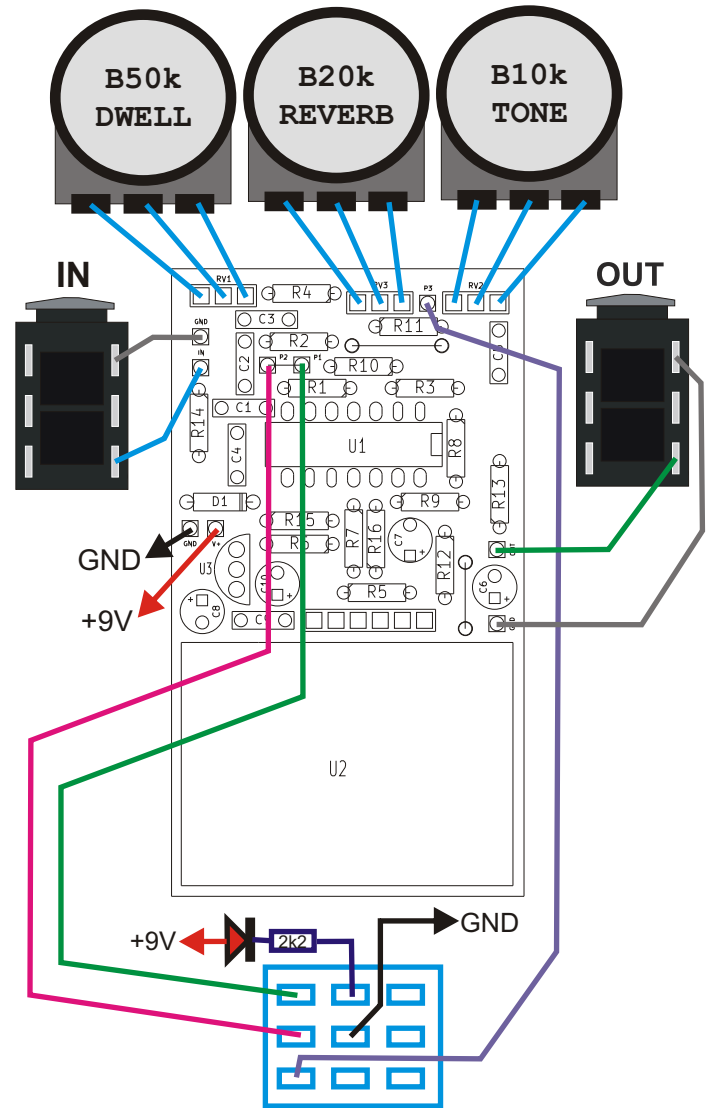 B50k
DWELL
B20k
REVERB
B10k
TONE
IN
OUT
RV1
R4
RV3
P3
RV2
GND
C3
R11
R2
P2
P1
IN
C2
R10
R1
R3
R14
C1
U1
R8
C4
R13
D1
R9
R15
GND
V+
R7
R16
C7
+
GND
R6
R12
OUT
U3
C10
+
R5
C6
+
+9V
+
C8
C9
U2
+9V
2k2
GND